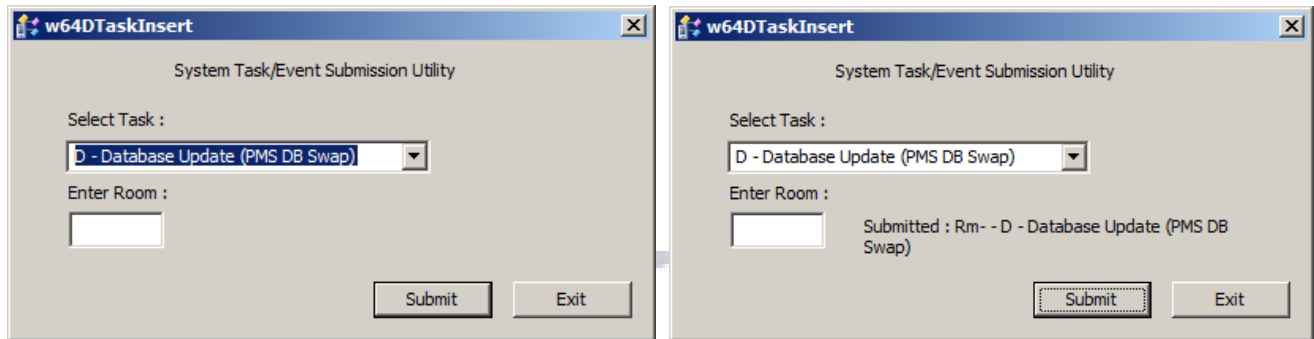 w64DTaskInsert
System Task/Event Submission Utility
Select Task :
D - Database Update (PMS DB Swap)
Enter Room :
Submit Exit
w64DTaskInsert
System Task/Event Submission Utility
Select Task :
D - Database Update (PMS DB Swap)
Enter Room :
Submitted : Rm- - D - Database Update (PMS DB
Swap)
Submit Exit